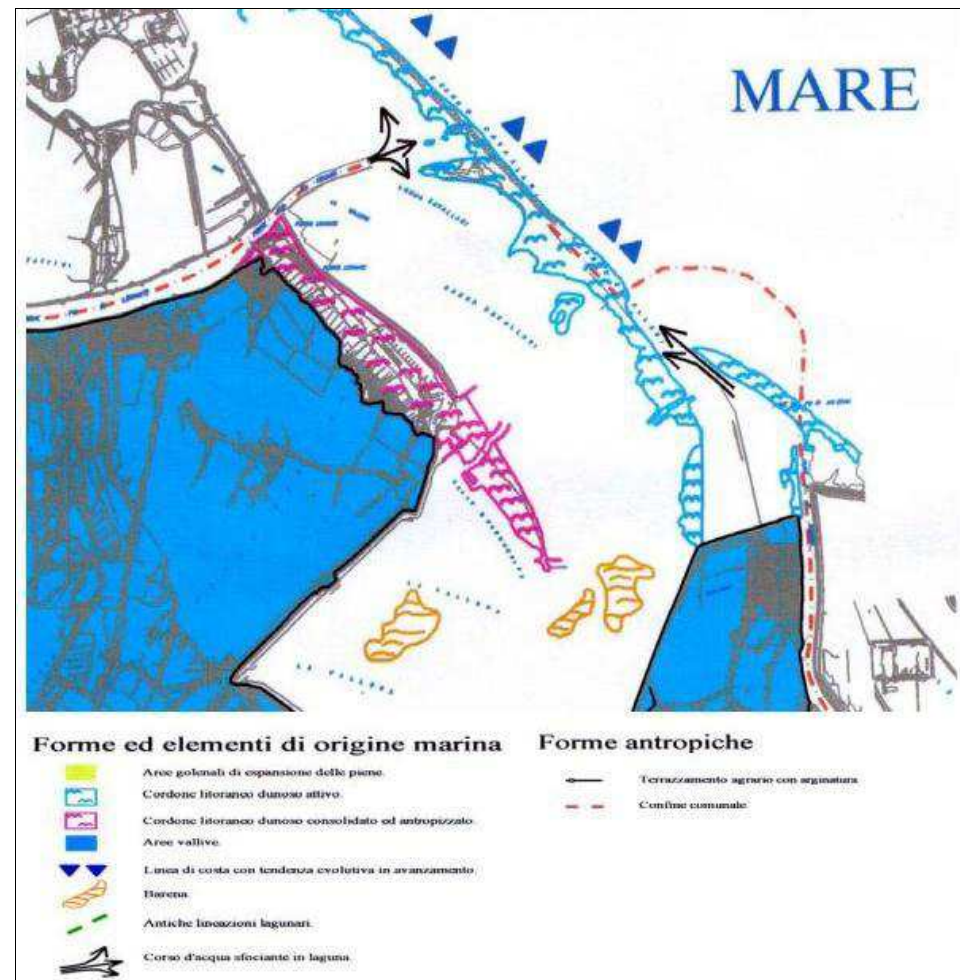 MARE
LA VALLONA
Forme ed elementi di origine marina
Aree golenali di espansione delle piene.
Cordone litoraneo dunoso attivo.
Cordone litoraneo dunoso consolidato ed antropizzato.
Aree vallive.
Linea di costa con tendenza evolutiva in avanzamento.
Barena.
Antiche lineazioni lagunari.
Corso d'acqua sfociante in laguna.
Forme antropiche
Terrazzamento agrario con arginatura
Confine comunale.